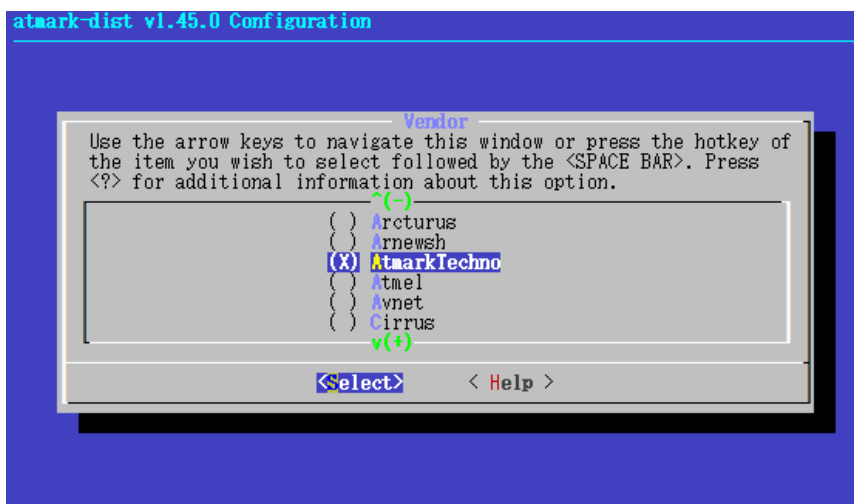 atmark-dist v1.45.0 Configuration
Vendor
Use the arrow keys to navigate this window or press the hotkey of
the item you wish to select followed by the <SPACE BAR>. Press
<?> for additional information about this option.
^(-)
( ) Arcturus
( ) Arnewsh
(X) AtmarkTechno
( ) Atmel
( ) Avnet
( ) Cirrus
v(+)
<Select> < Help >